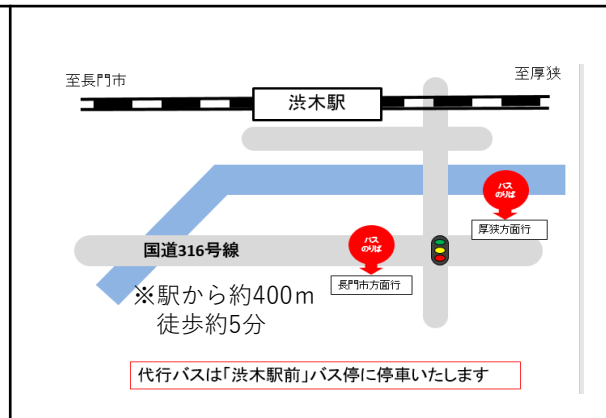 至長門市
至厚狭
渋木駅
バス
のりば
厚狭方面行
国道316号線
バス
のりば
長門市方面行
※駅から約400m
徒歩約5分
代行バスは「渋木駅前」バス停に停車いたします